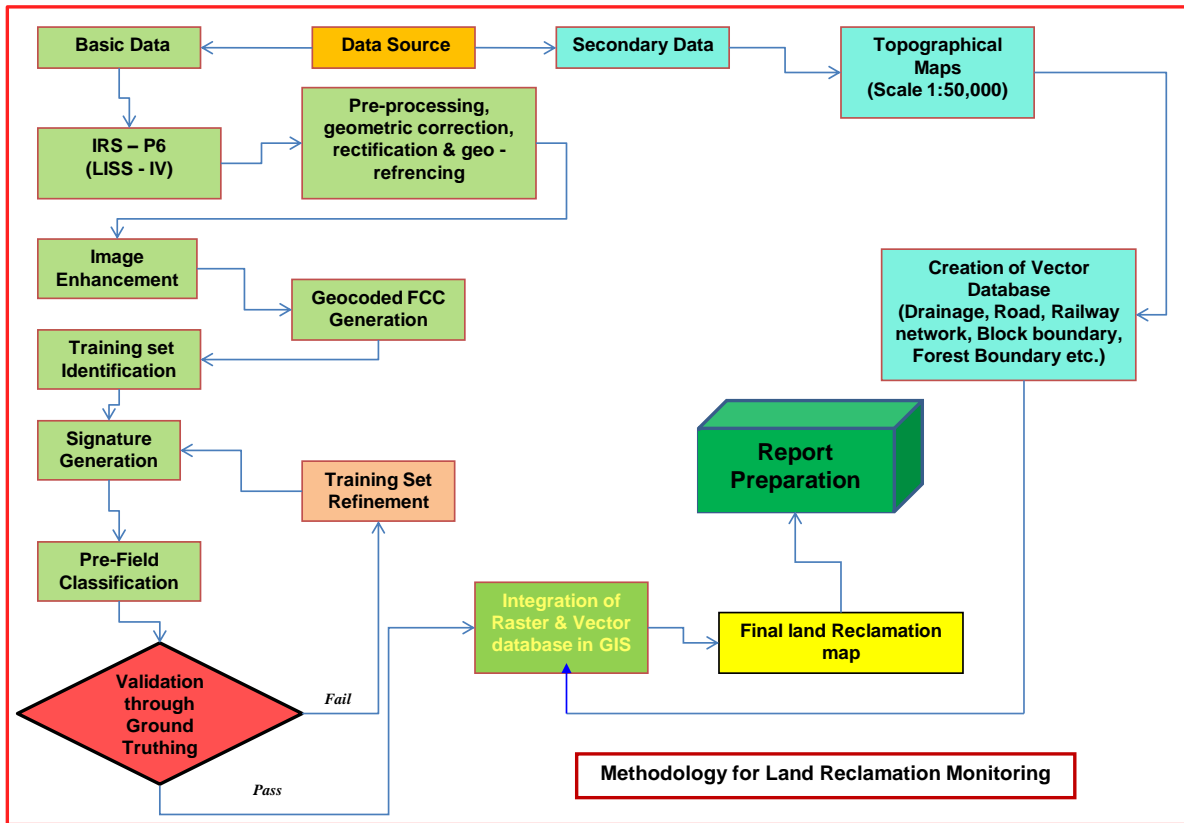 Basic Data
Data Source
Secondary Data
Topographical
Maps
(Scale 1:50,000)
IRS – P6
(LISS - IV)
Pre-processing,
geometric correction,
rectification & geo -
refrencing
Image
Enhancement
Geocoded FCC
Generation
Creation of Vector
Database
(Drainage, Road, Railway
network, Block boundary,
Forest Boundary etc.)
Training set
Identification
Signature
Generation
Training Set
Refinement
Report
Preparation
Pre-Field
Classification
Integration of
Raster & Vector
database in GIS
Final land Reclamation
map
Validation
through
Ground
Truthing
Fail
Pass
Methodology for Land Reclamation Monitoring